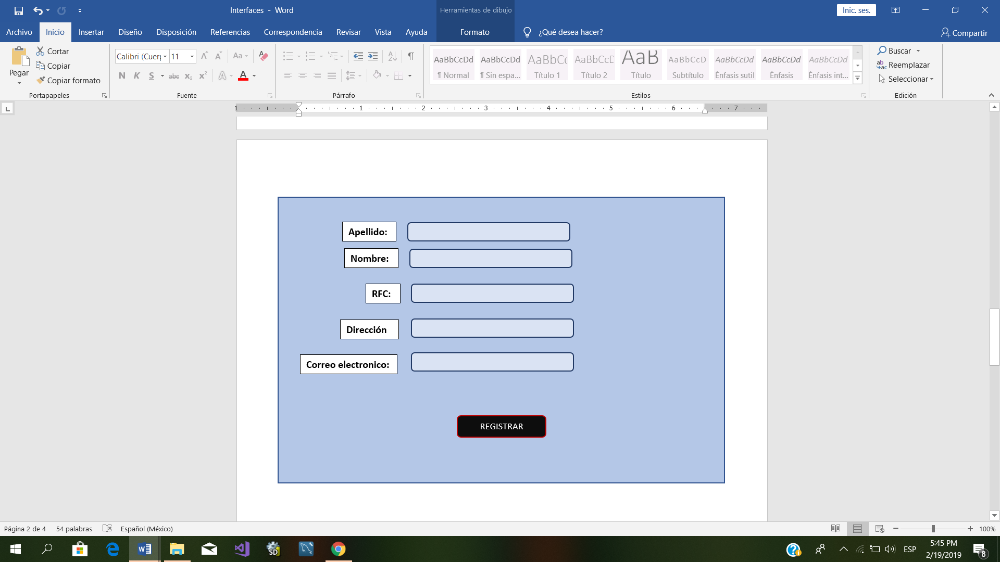 Interfaces - Word
Herramientas de dibujo
Inic. ses.
Archivo Inicio Insertar Diseño Disposición Referencias Correspondencia Revisar Vista Ayuda Formato ¿Qué desea hacer? Compartir
Pegar
Cortar
Copiar
Copiar formato
Portapapeles
Calibri (Cuerp 11
N K S abc x₂ x² A A
Fuente
Párrafo
AaBbCcDd AaBbCcDd AaBbCc AaBbCcD AaB AaBbCcD AaBbCcDd AaBbCcDd AaBbCcDd
¶ Normal ¶ Sin espa... Título 1 Título 2 Título Subtítulo Énfasis sutil Énfasis Énfasis int...
Estilos
Buscar
Reemplazar
Seleccionar
Edición
1 1 2 3 4 5 6 7
Apellido:
Nombre:
RFC:
Dirección
Correo electronico:
REGISTRAR
Página 2 de 4 54 palabras Español (México) 100%
ESP
5:45 PM
2/19/2019
8